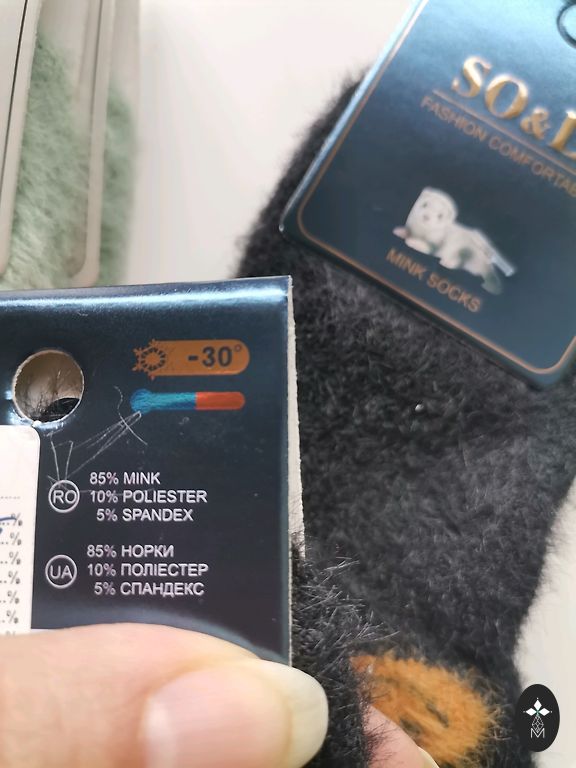 SO&
FASHION COMFORTAB
MINK SOCKS
-30°
RO
85% MINK
10% POLIESTER
5% SPANDEX
UA
85% НОРКИ
10% ПОЛІЕСТЕР
5% СПАНДЕКС
%
%
%
%
%
%
M